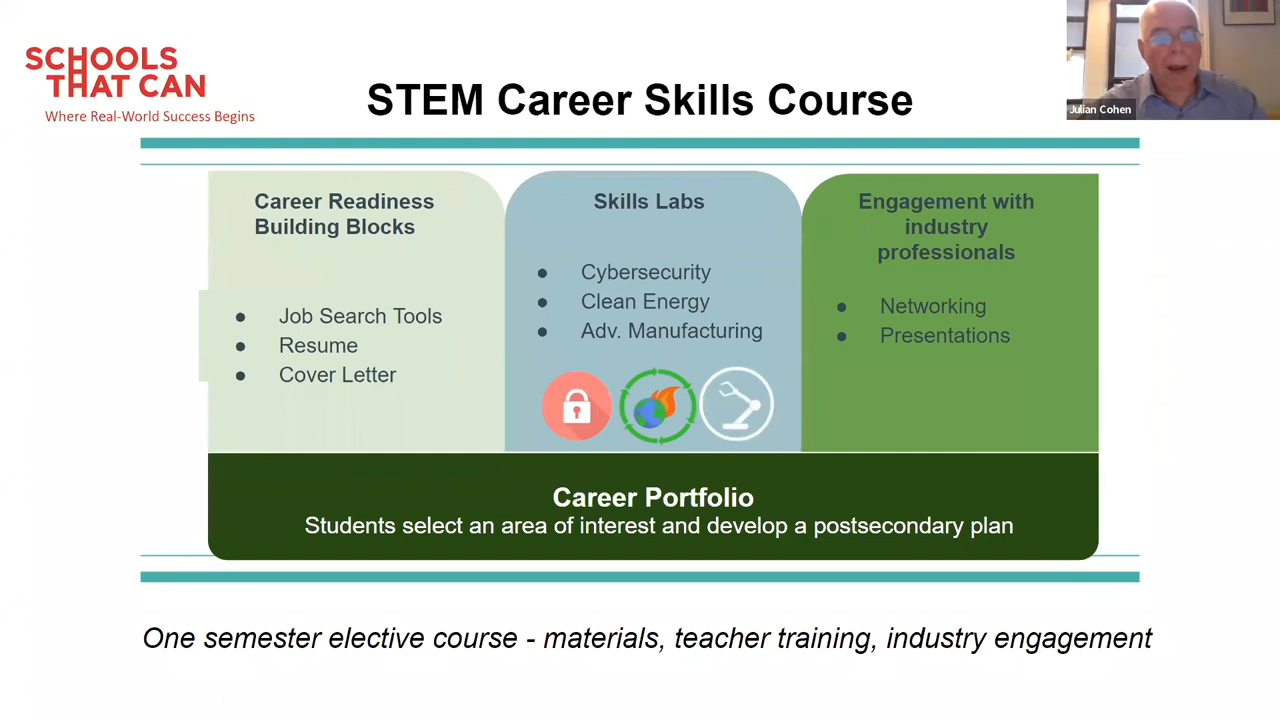 SCHOOLS
THAT CAN
Where Real-World Success Begins
STEM Career Skills Course
Julian Cohen
Career Readiness
Building Blocks
● Job Search Tools
● Resume
● Cover Letter
Skills Labs
● Cybersecurity
● Clean Energy
● Adv. Manufacturing
Engagement with
industry
professionals
● Networking
● Presentations
Career Portfolio
Students select an area of interest and develop a postsecondary plan
One semester elective course - materials, teacher training, industry engagement